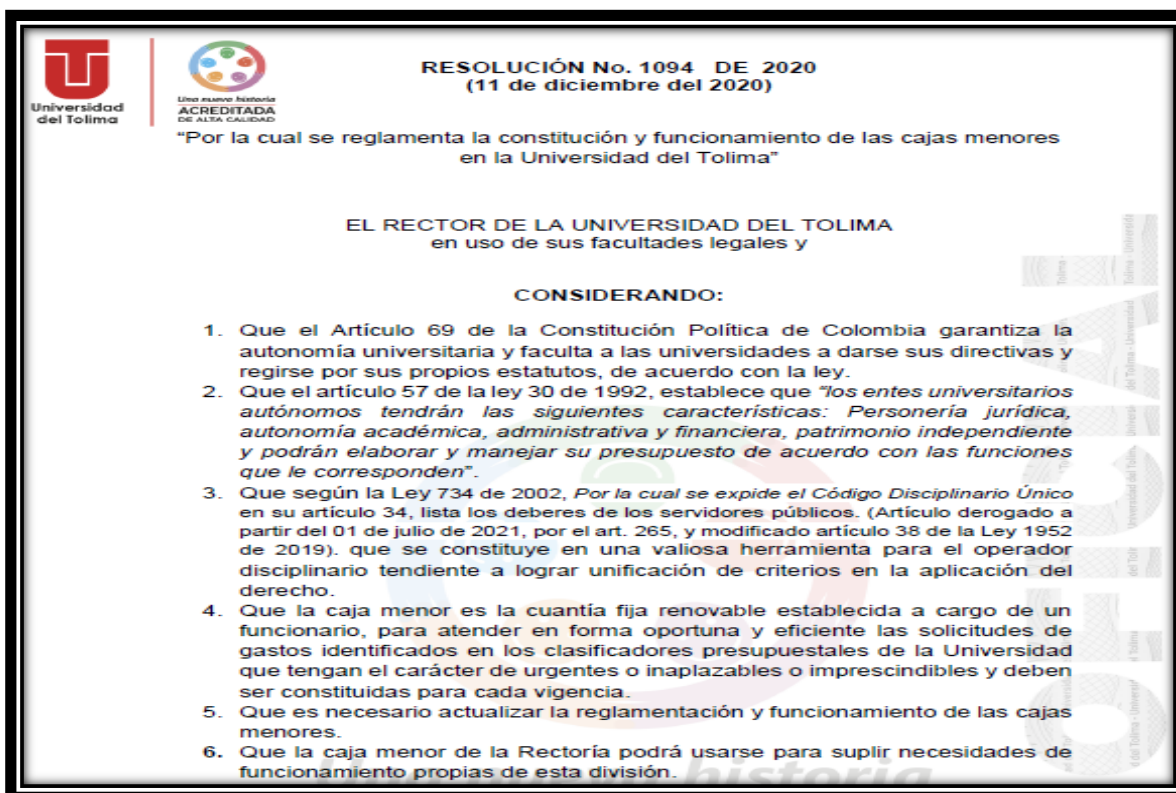 Universidad
del Tolima
Una nueva historia
ACREDITADA
DE ALTA CALIDAD
RESOLUCIÓN No. 1094 DE 2020
(11 de diciembre del 2020)
“Por la cual se reglamenta la constitución y funcionamiento de las cajas menores
en la Universidad del Tolima”
EL RECTOR DE LA UNIVERSIDAD DEL TOLIMA
en uso de sus facultades legales y
CONSIDERANDO:
1. Que el Artículo 69 de la Constitución Política de Colombia garantiza la
autonomía universitaria y faculta a las universidades a darse sus directivas y
regirse por sus propios estatutos, de acuerdo con la ley.
2. Que el artículo 57 de la ley 30 de 1992, establece que “los entes universitarios
autónomos tendrán las siguientes características: Personería jurídica,
autonomía académica, administrativa y financiera, patrimonio independiente
y podrán elaborar y manejar su presupuesto de acuerdo con las funciones
que le corresponden”.
3. Que según la Ley 734 de 2002, Por la cual se expide el Código Disciplinario Único
en su artículo 34, lista los deberes de los servidores públicos. (Artículo derogado a
partir del 01 de julio de 2021, por el art. 265, y modificado artículo 38 de la Ley 1952
de 2019). que se constituye en una valiosa herramienta para el operador
disciplinario tendiente a lograr unificación de criterios en la aplicación del
derecho.
4. Que la caja menor es la cuantía fija renovable establecida a cargo de un
funcionario, para atender en forma oportuna y eficiente las solicitudes de
gastos identificados en los clasificadores presupuestales de la Universidad
que tengan el carácter de urgentes o inaplazables o imprescindibles y deben
ser constituidas para cada vigencia.
5. Que es necesario actualizar la reglamentación y funcionamiento de las cajas
menores.
6. Que la caja menor de la Rectoría podrá usarse para suplir necesidades de
funcionamiento propias de esta división.
historia
OFICIAL